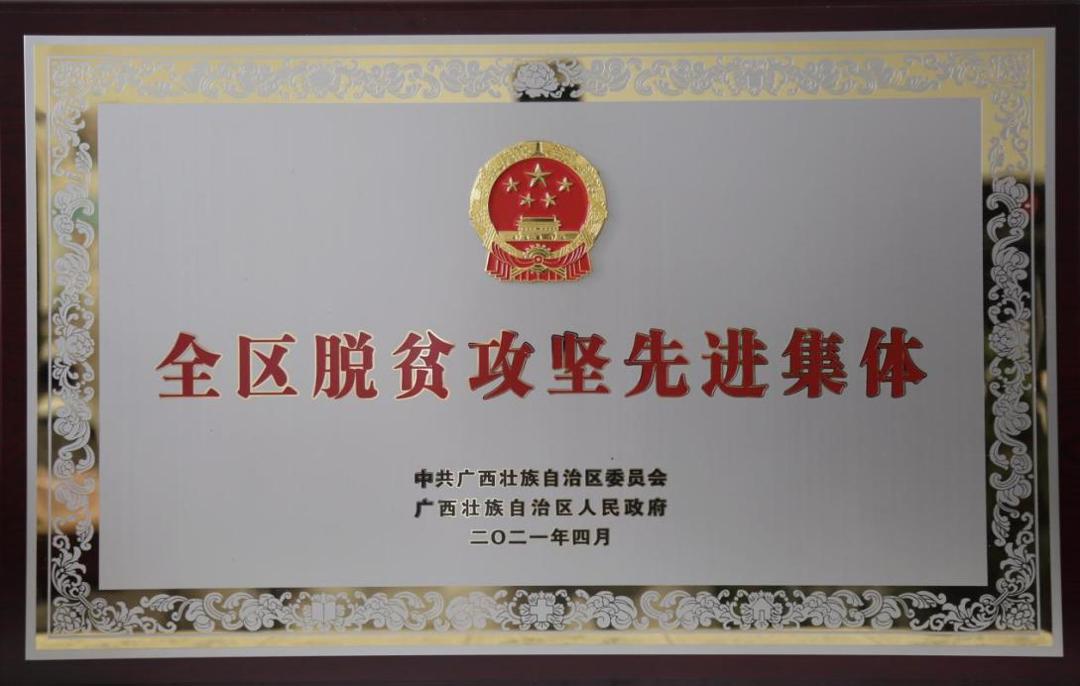 全区脱贫攻坚先进集体
中共广西壮族自治区委员会
广西壮族自治区人民政府
二〇二一年四月